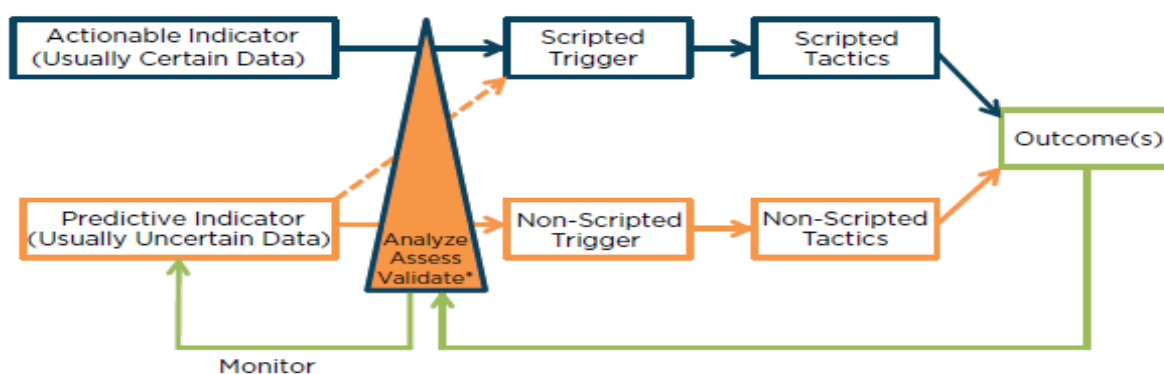 Actionable Indicator
(Usually Certain Data)
Scripted
Trigger
Scripted
Tactics
Outcome(s)
Predictive Indicator
(Usually Uncertain Data)
Analyze
Assess
Validate*
Non-Scripted
Trigger
Non-Scripted
Tactics
Monitor